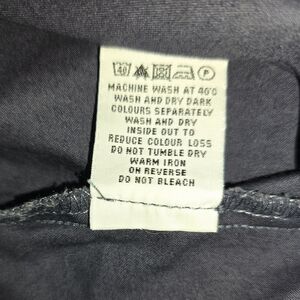 40 P
MACHINE WASH AT 40°C
WASH AND DRY DARK
COLOURS SEPARATELY
WASH AND DRY
INSIDE OUT TO
REDUCE COLOUR LOSS
DO NOT TUMBLE DRY
WARM IRON
ON REVERSE
DO NOT BLEACH